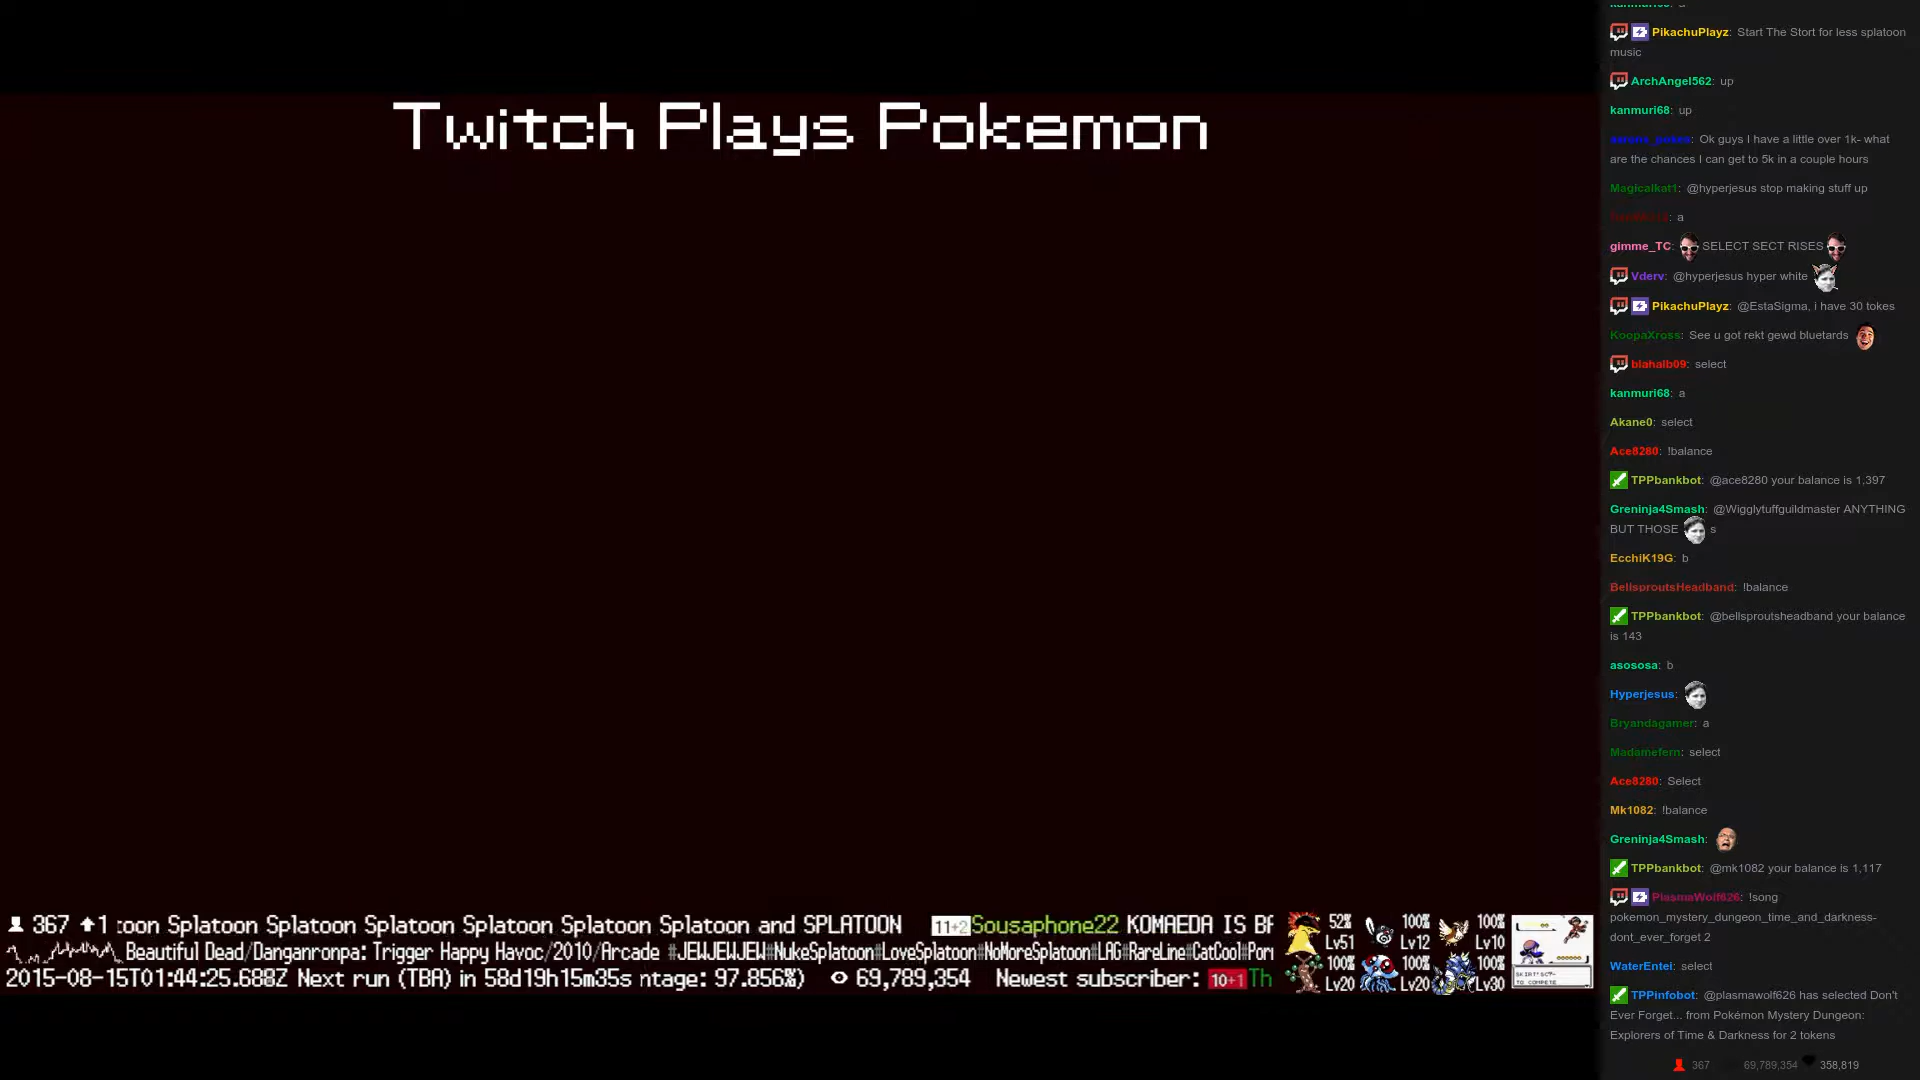 Twitch Plays Pokemon
367 1 Splatoon Splatoon Splatoon Splatoon Splatoon Splatoon and SPLATOON 11+2 Sousaphone22 KOMAEDA IS
Beautiful Dead/Danganronpa: Trigger Happy Havoc/2010/Arcade #JEWJEWJEW#NukeSplatoon#LoveSplatoon#NoMoreSplatoon#LAG#RareLine#CatCool
2015-08-15T01:44:25.688Z Next run (TBA) in 58d19h15m35s ntage: 97.856%) 69,789,354 Newest subscriber: 10+1 Th
52% 100% 100%
Lv51 Lv12 Lv10
100% 100% 100%
Lv20 Lv20 Lv30
TO COMPETE
PikachuPlayz: Start The Stort for less splatoon
music
ArchAngel562: up
kanmuri68: up
: Ok guys I have a little over 1k- what
are the chances I can get to 5k in a couple hours
Magicalkat1: @hyperjesus stop making stuff up
: a
gimme_TC: SELECT SECT RISES
Vderv: @hyperjesus hyper white
PikachuPlayz: @EstaSigma, i have 30 tokes
KoopaXross: See u got rekt gewd bluetards
blahalb09: select
kanmuri68: a
Akane0: select
Ace8280: !balance
TPPbankbot: @ace8280 your balance is 1,397
Greninja4Smash: @Wigglytuffguildmaster ANYTHING
BUT THOSE s
EcchiK19G: b
BellsproutsHeadband: !balance
TPPbankbot: @bellsproutsheadband your balance
is 143
asososa: b
Hyperjesus:
Bryandagamer: a
Madamefern: select
Ace8280: Select
Mk1082: !balance
Greninja4Smash:
TPPbankbot: @mk1082 your balance is 1,117
PlasmaWolf626: !song
pokemon_mystery_dungeon_time_and_darkness-
dont_ever_forget 2
WaterEntei: select
TPPinfobot: @plasmawolf626 has selected Don't
Ever Forget... from Pokémon Mystery Dungeon:
Explorers of Time & Darkness for 2 tokens
367 69,789,354 358,819